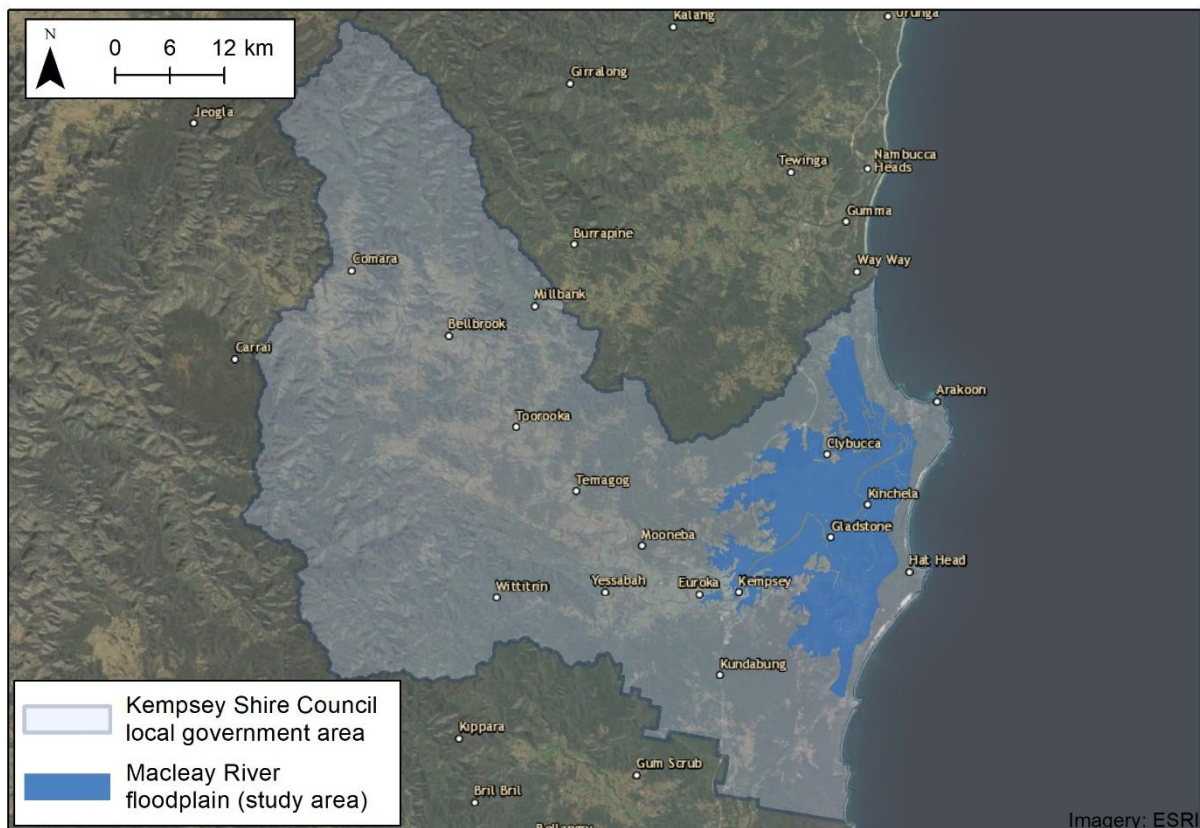 N
0 6 12 km
Kalang
Urunga
Girralong
Jeogla
Tewinga
Nambucca
Heads
Gumma
Burrapine
Way Way
Comara
Millbank
Bellbrook
Carrai
Arakoon
Toorooka
Clybucca
Temagog
Kinchela
Gladstone
Mooneba
Hat Head
Wittitrin
Yessabah
Euroka
Kempsey
Kundabung
Kempsey Shire Council
local government area
Macleay River
floodplain (study area)
Kippara
Gum Scrub
Bril Bril
Bellangry
Imagery: ESRI